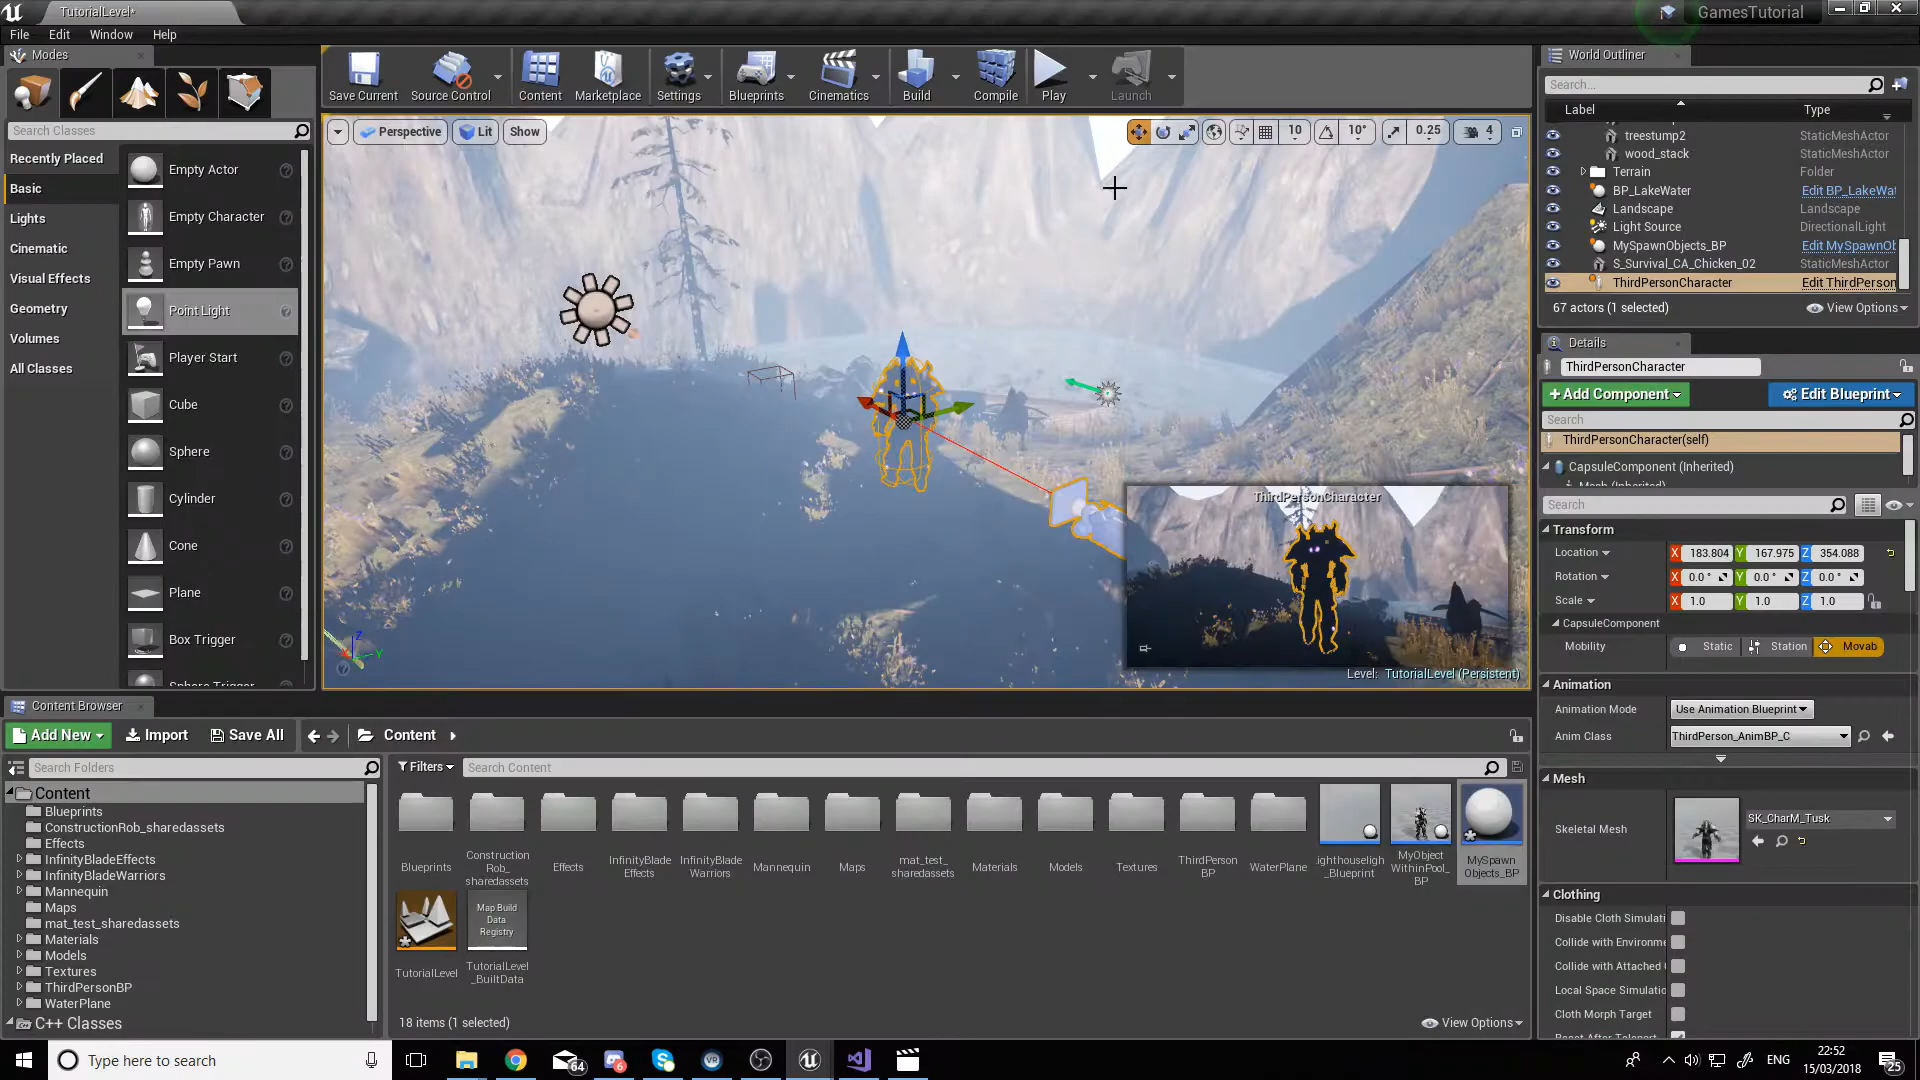 TutorialLevel*
GamesTutorial
File Edit Window Help
Modes
Search Classes
Recently Placed
Basic
Lights
Cinematic
Visual Effects
Geometry
Volumes
All Classes
Empty Actor
Empty Character
Empty Pawn
Point Light
Player Start
Cube
Sphere
Cylinder
Cone
Plane
Box Trigger
Sphere Trigger
Save Current
Source Control
Content
Marketplace
Settings
Blueprints
Cinematics
Build
Compile
Play
Launch
Perspective Lit Show
10 10° 0.25 4
ThirdPersonCharacter
Level: TutorialLevel (Persistent)
Z
X Y
World Outliner
Search...
Label Type
treestump2 StaticMeshActor
wood_stack StaticMeshActor
Terrain Folder
BP_LakeWater Edit BP_LakeWat
Landscape Landscape
Light Source DirectionalLight
MySpawnObjects_BP Edit MySpawnOb
S_Survival_CA_Chicken_02 StaticMeshActor
ThirdPersonCharacter Edit ThirdPerson
67 actors (1 selected) View Options
Details
ThirdPersonCharacter
+Add Component Edit Blueprint
Search
ThirdPersonCharacter(self)
CapsuleComponent (Inherited)
Mesh (Inherited)
Search
Transform
Location X 183.804 Y 167.975 Z 354.088
Rotation X 0.0° Y 0.0° Z 0.0°
Scale X 1.0 Y 1.0 Z 1.0
CapsuleComponent
Mobility Static Station Movab
Animation
Animation Mode Use Animation Blueprint
Anim Class ThirdPerson_AnimBP_C
Mesh
Skeletal Mesh SK_CharM_Tusk
Clothing
Disable Cloth Simulati
Collide with Environme
Collide with Attached
Local Space Simulatio
Cloth Morph Target
Reset After Teleport
Content Browser
Add New Import Save All Content
Search Folders
Content
Blueprints
ConstructionRob_sharedassets
Effects
InfinityBladeEffects
InfinityBladeWarriors
Mannequin
Maps
mat_test_sharedassets
Materials
Models
Textures
ThirdPersonBP
WaterPlane
C++ Classes
Filters Search Content
Blueprints
Construction
Rob_
sharedassets
Effects
InfinityBlade
Effects
InfinityBlade
Warriors
Mannequin
Maps
mat_test_
sharedassets
Materials
Models
Textures
ThirdPerson
BP
WaterPlane
ighthouseligh
_Blueprint
MyObject
WithinPool_
BP
MySpawn
Objects_BP
TutorialLevel
Map Build
Data
Registry
TutorialLevel
_BuiltData
18 items (1 selected) View Options
Type here to search
64
6
ENG
22:52
15/03/2018
25